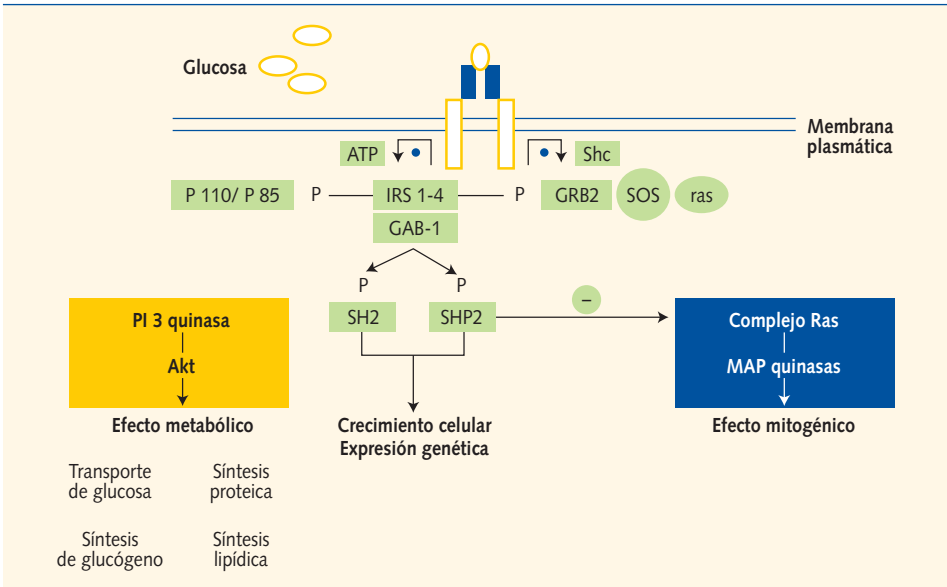 Glucosa
Membrana
plasmática
ATP
Shc
P 110/ P 85
P
IRS 1-4
P
GRB2
SOS
ras
GAB-1
P
P
SH2
SHP2
–
PI 3 quinasa
Akt
Efecto metabólico
Complejo Ras
MAP quinasas
Efecto mitogénico
Crecimiento celular
Expresión genética
Transporte
de glucosa
Síntesis
proteica
Síntesis
de glucógeno
Síntesis
lipídica